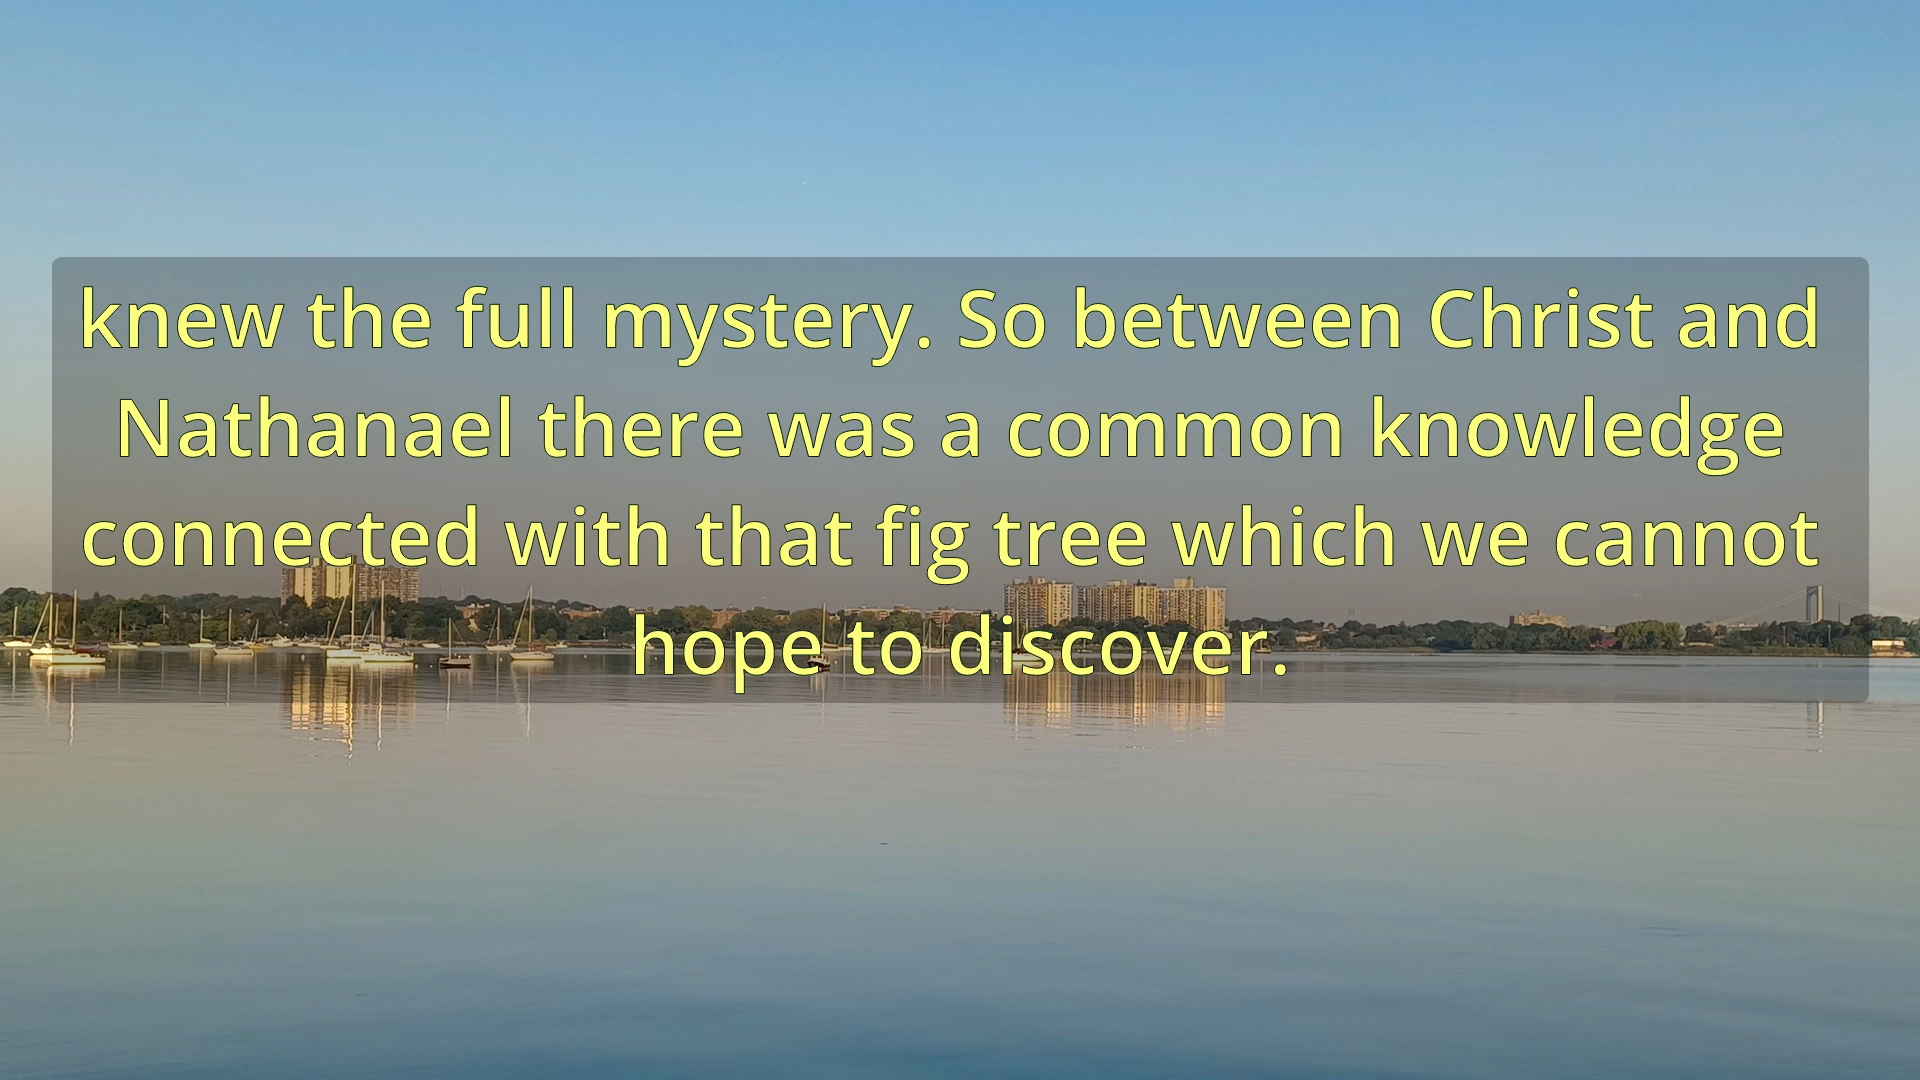 knew the full mystery. So between Christ and
Nathanael there was a common knowledge
connected with that fig tree which we cannot
hope to discover.